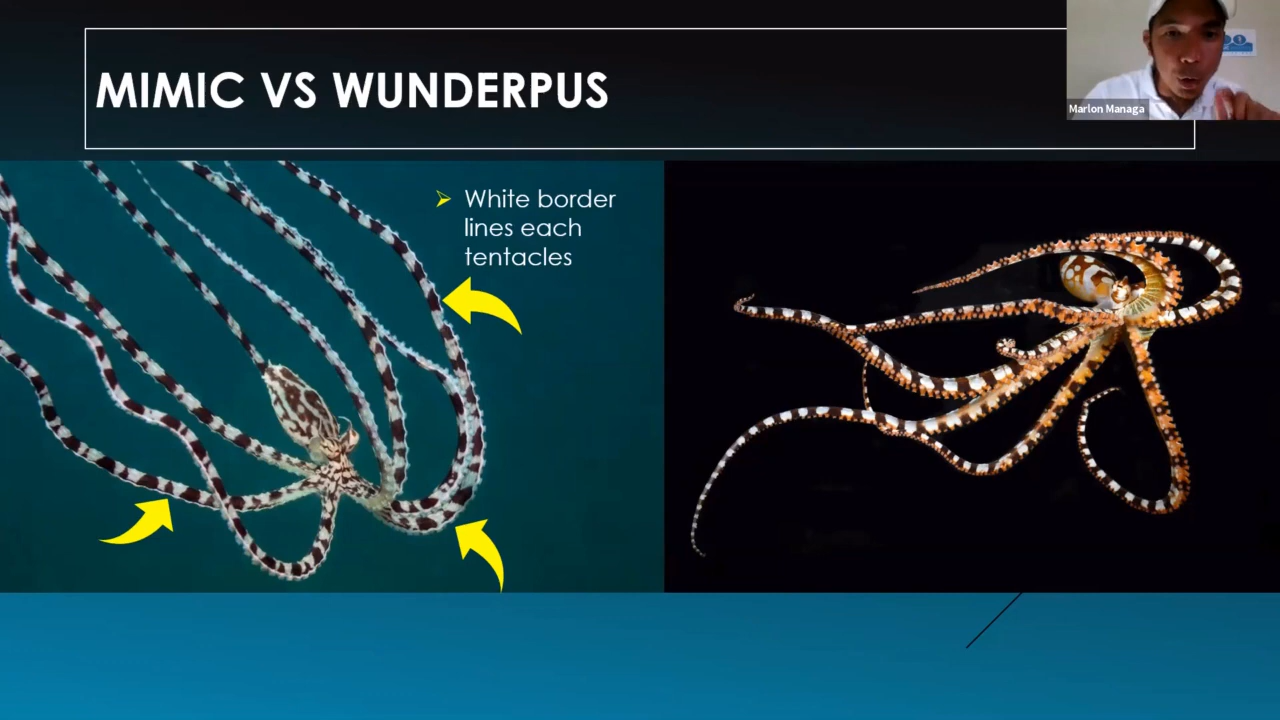 MIMIC VS WUNDERPUS
Marlon Managa
White border
lines each
tentacles